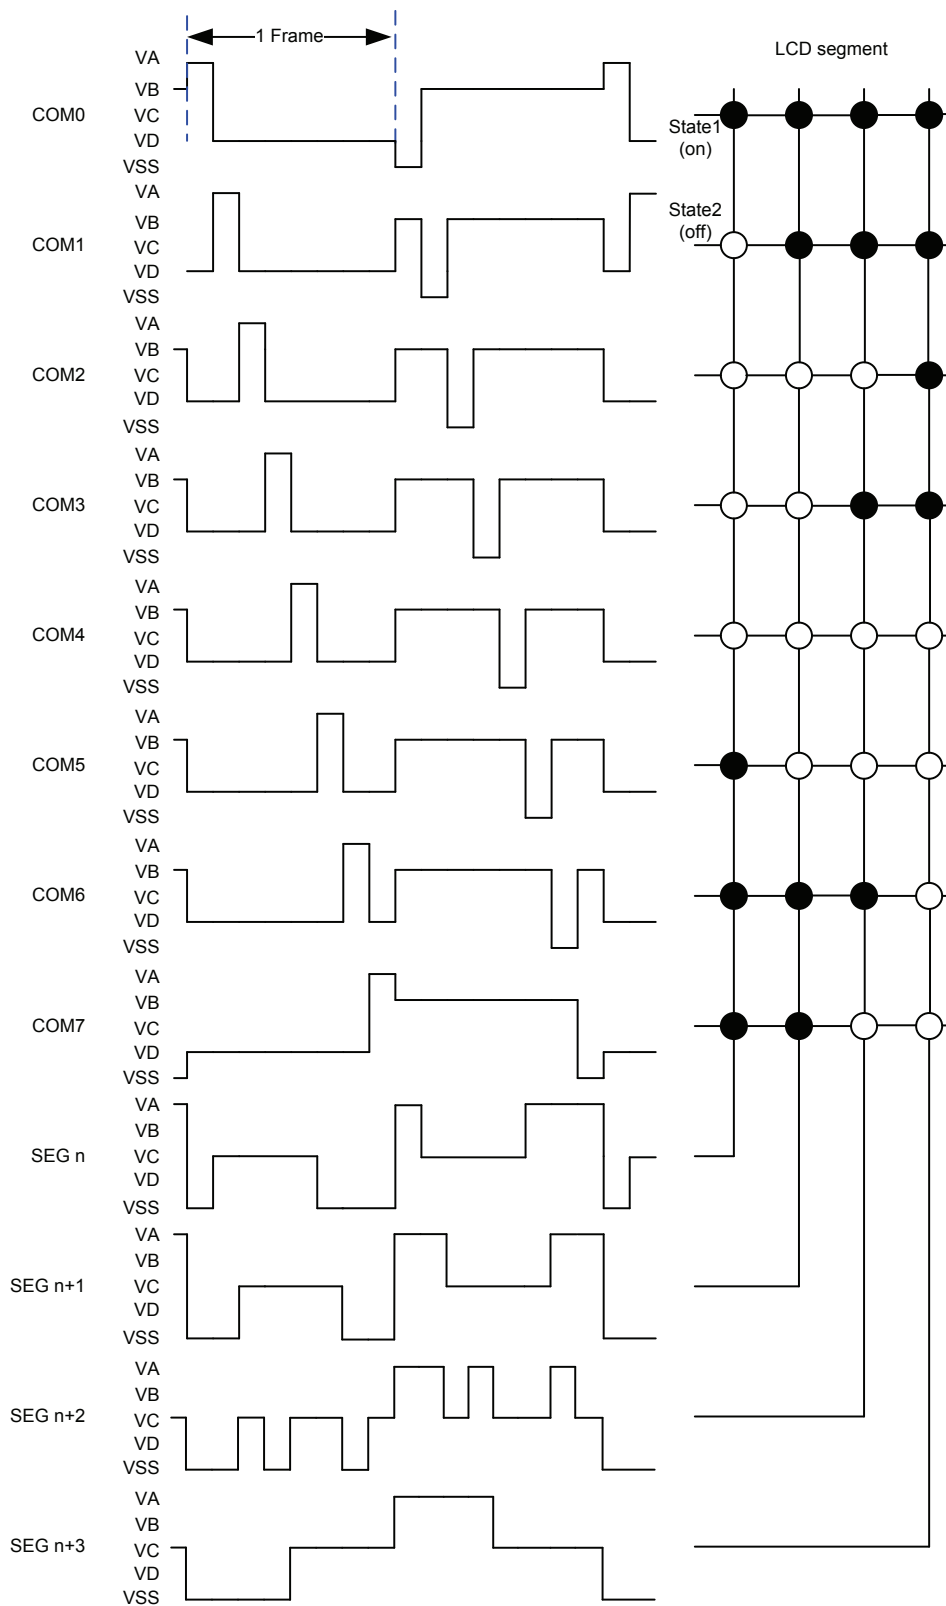 1 Frame
LCD segment
VA
VB
COM0
VC
VD
VSS
State1
(on)
VA
State2
(off)
VB
COM1
VC
VD
VSS
VA
VB
COM2
VC
VD
VSS
VA
VB
COM3
VC
VD
VSS
VA
VB
COM4
VC
VD
VSS
VA
VB
COM5
VC
VD
VSS
VA
VB
COM6
VC
VD
VSS
VA
VB
COM7
VC
VD
VSS
VA
VB
SEG n
VC
VD
VSS
VA
VB
SEG n+1
VC
VD
VSS
VA
VB
SEG n+2
VC
VD
VSS
VA
VB
SEG n+3
VC
VD
VSS